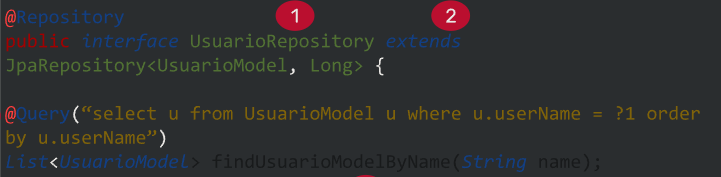 1 2
@Repository
public interface UsuarioRepository extends
JpaRepository<UsuarioModel, Long> {
@Query(“select u from UsuarioModel u where u.userName = ?1 order
by u.userName”)
List<UsuarioModel> findUsuarioModelByName(String name);